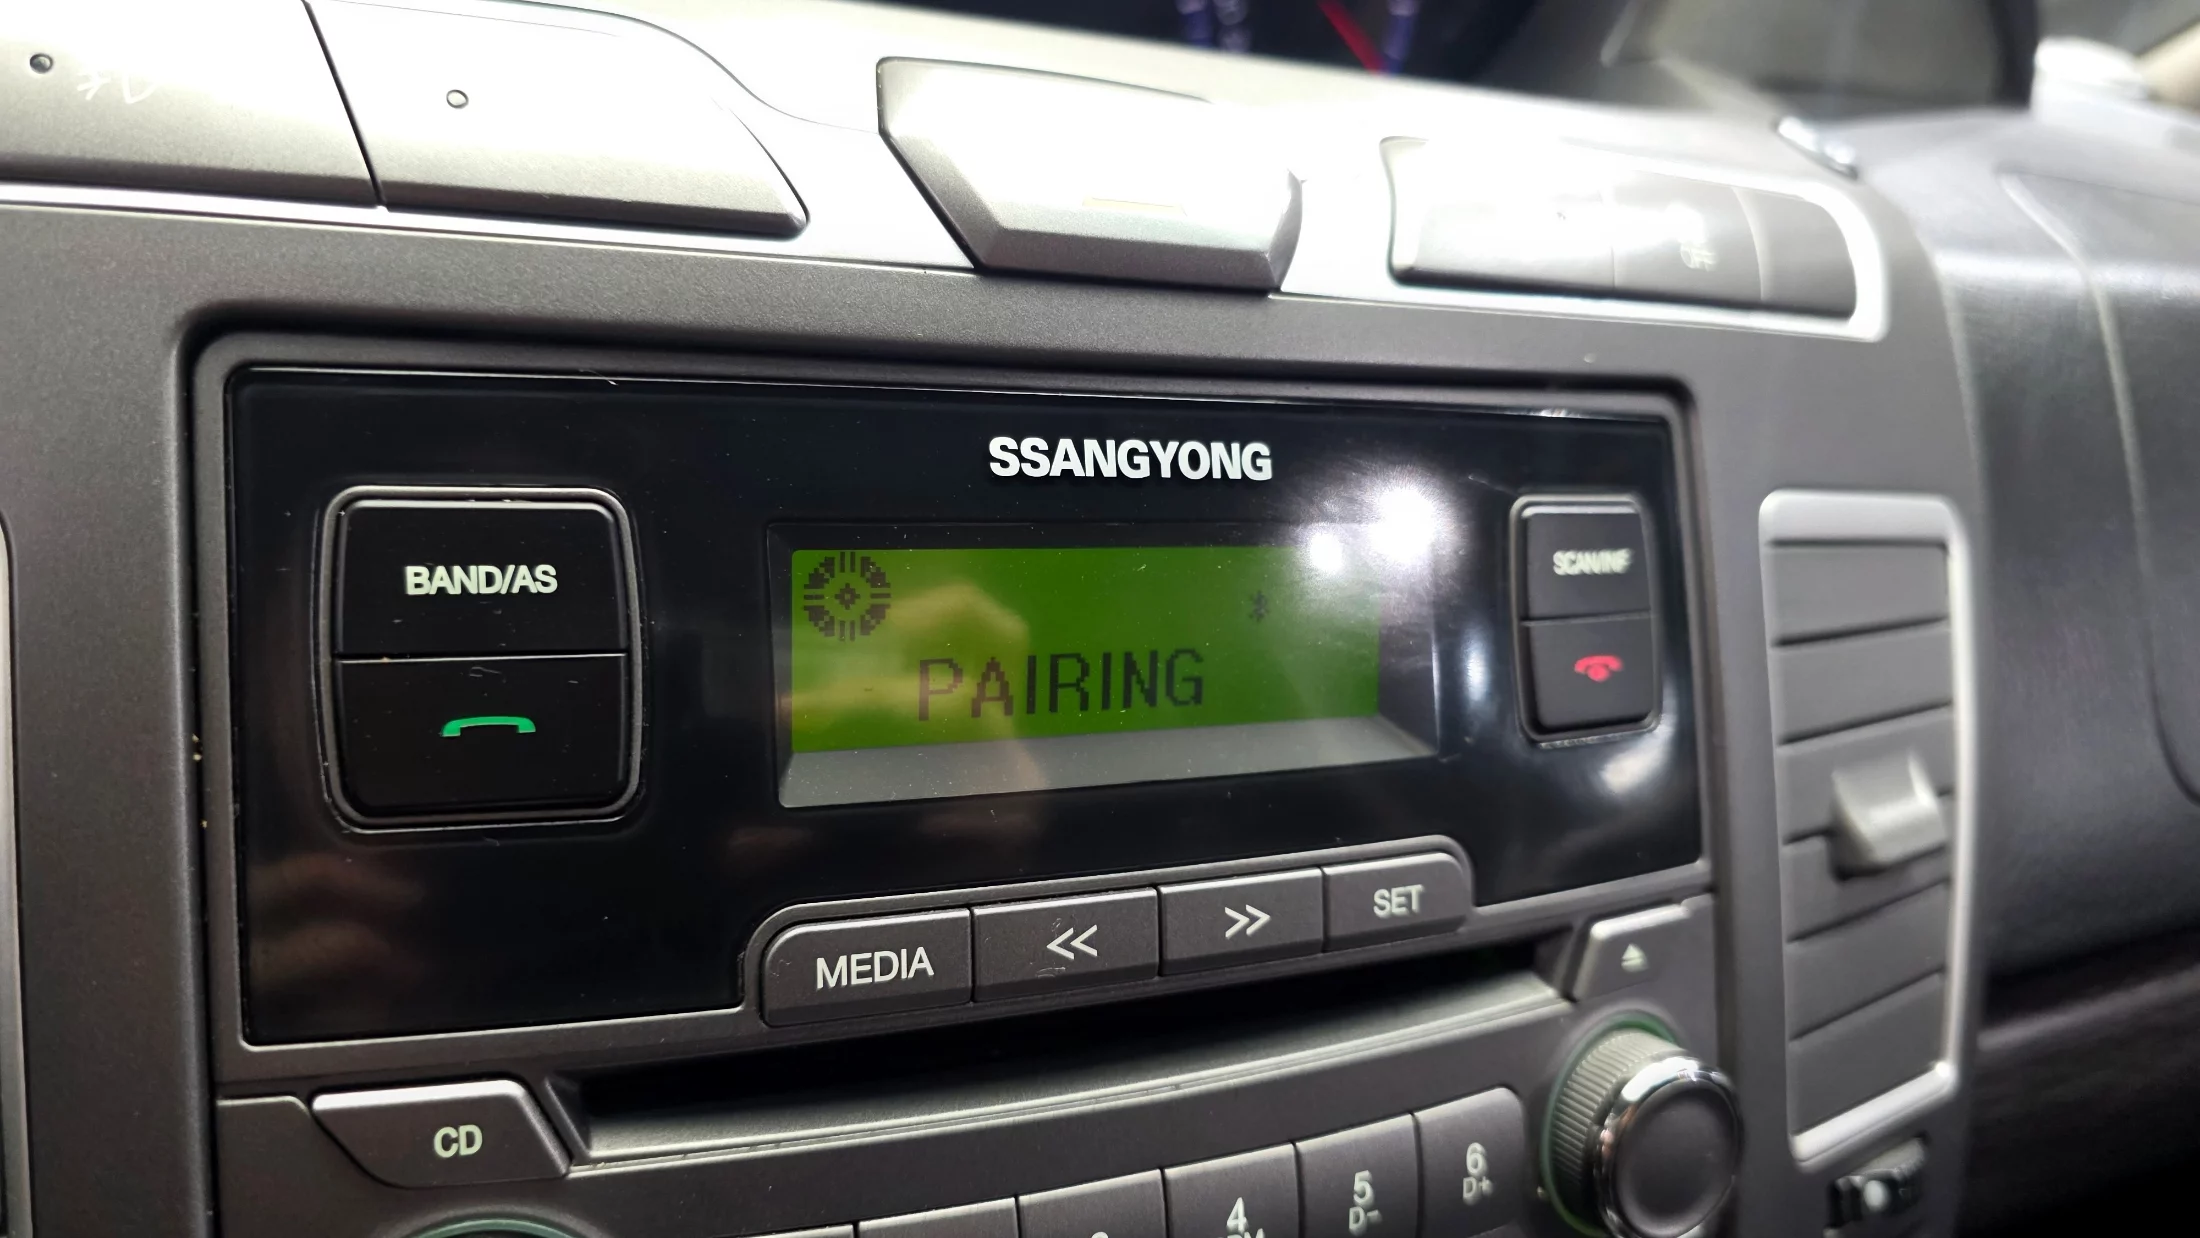 SSANGYONG
BAND/AS
SCAN/INF
PAIRING
MEDIA
SET
CD
4
5
D-
6
D+